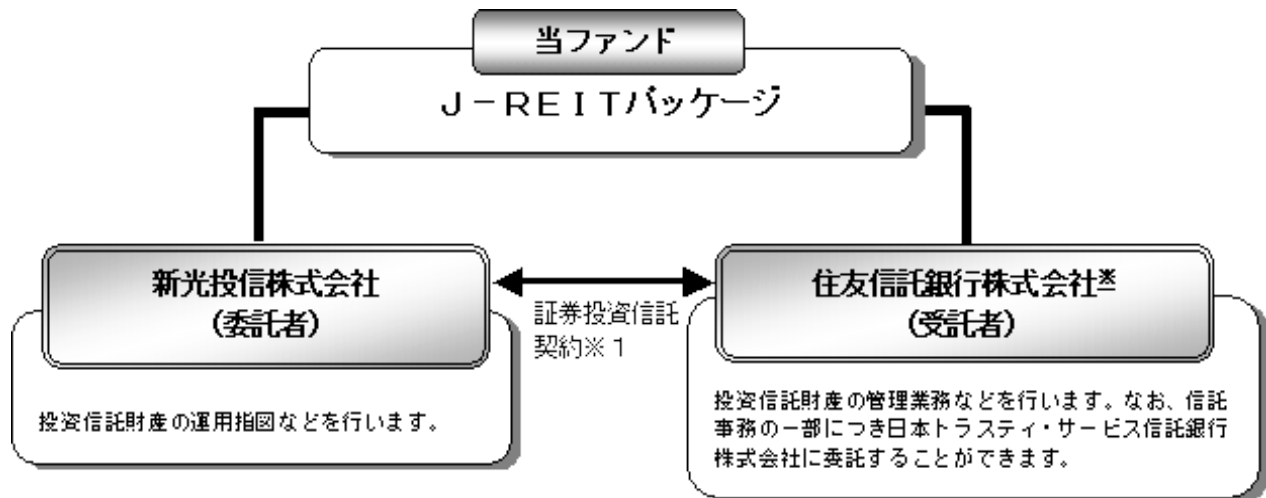 当ファンド
J－REITパッケージ
新光投信株式会社
（委託者）
証券投資信託
契約※１
住友信託銀行株式会社※
（受託者）
投資信託財産の運用指図などを行います。
投資信託財産の管理業務などを行います。なお、信託
事務の一部につき日本トラスティ・サービス信託銀行
株式会社に委託することができます。